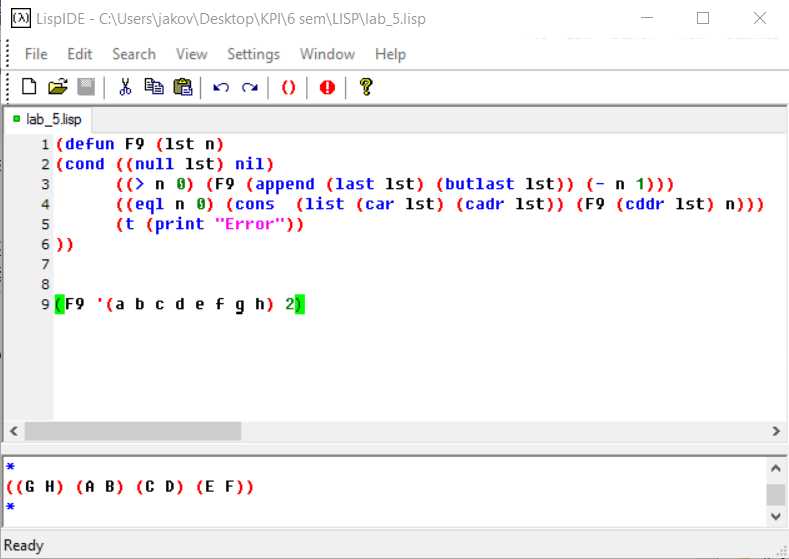 (λ) LispIDE - C:\Users\jakov\Desktop\KPI\6 sem\LISP\lab_5.lisp
File Edit Search View Settings Window Help
() ! ?
lab_5.lisp
1 (defun F9 (lst n)
2 (cond ((null lst) nil)
3       ((> n 0) (F9 (append (last lst) (butlast lst)) (- n 1)))
4       ((eql n 0) (cons  (list (car lst) (cadr lst)) (F9 (cddr lst) n)))
5       (t (print "Error"))
6 ))
7
8
9 (F9 '(a b c d e f g h) 2)
*
((G H) (A B) (C D) (E F))
*
Ready